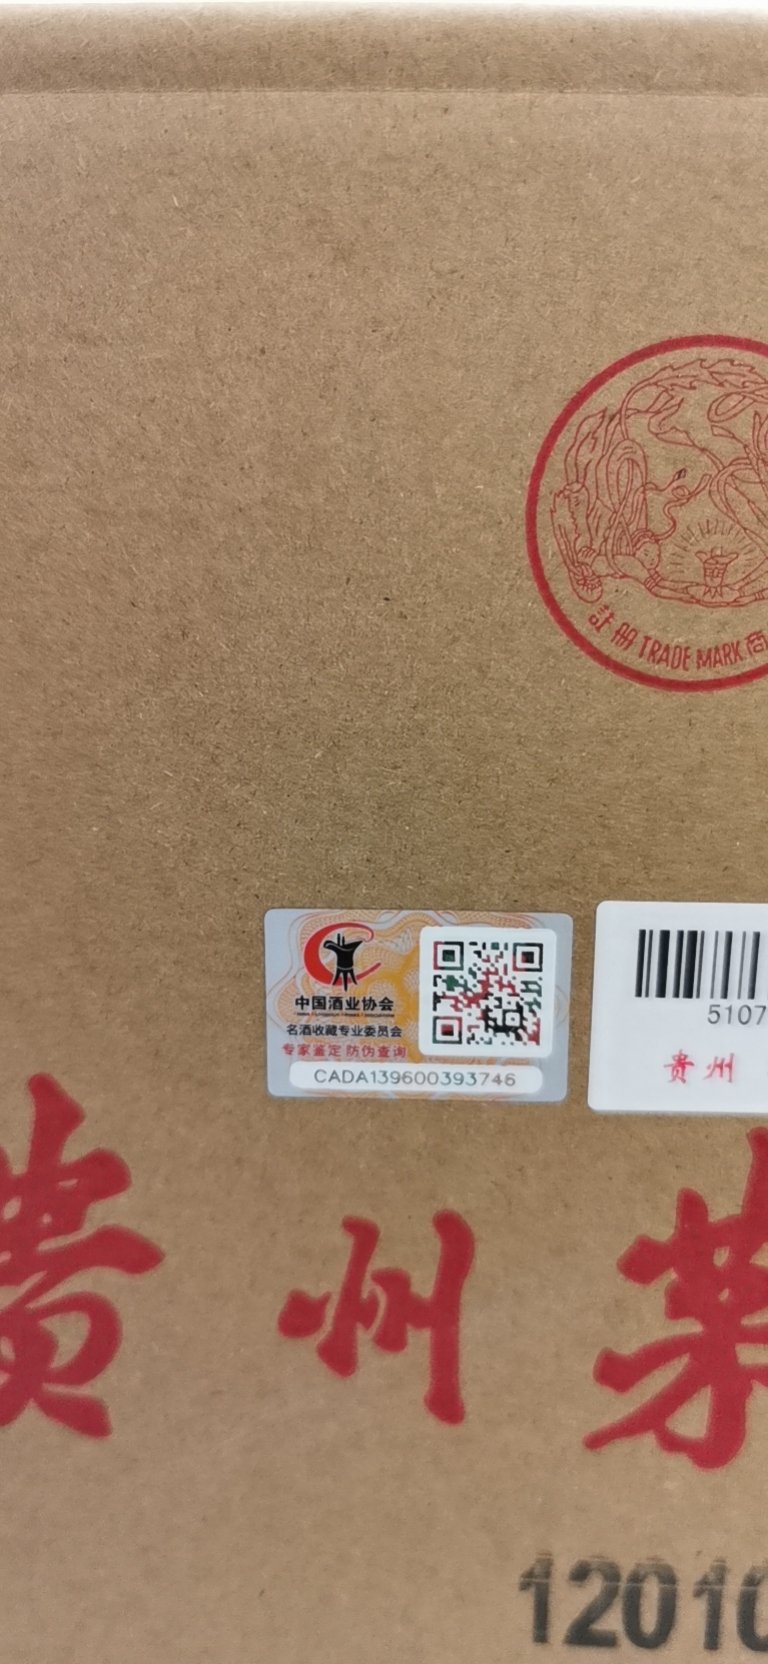 註册 TRADE MARK 商
中国酒业协会
名酒收藏专业委员会
专家鉴定 防伪查询
CADA139600393746
5107
贵州
贵州茅
12010